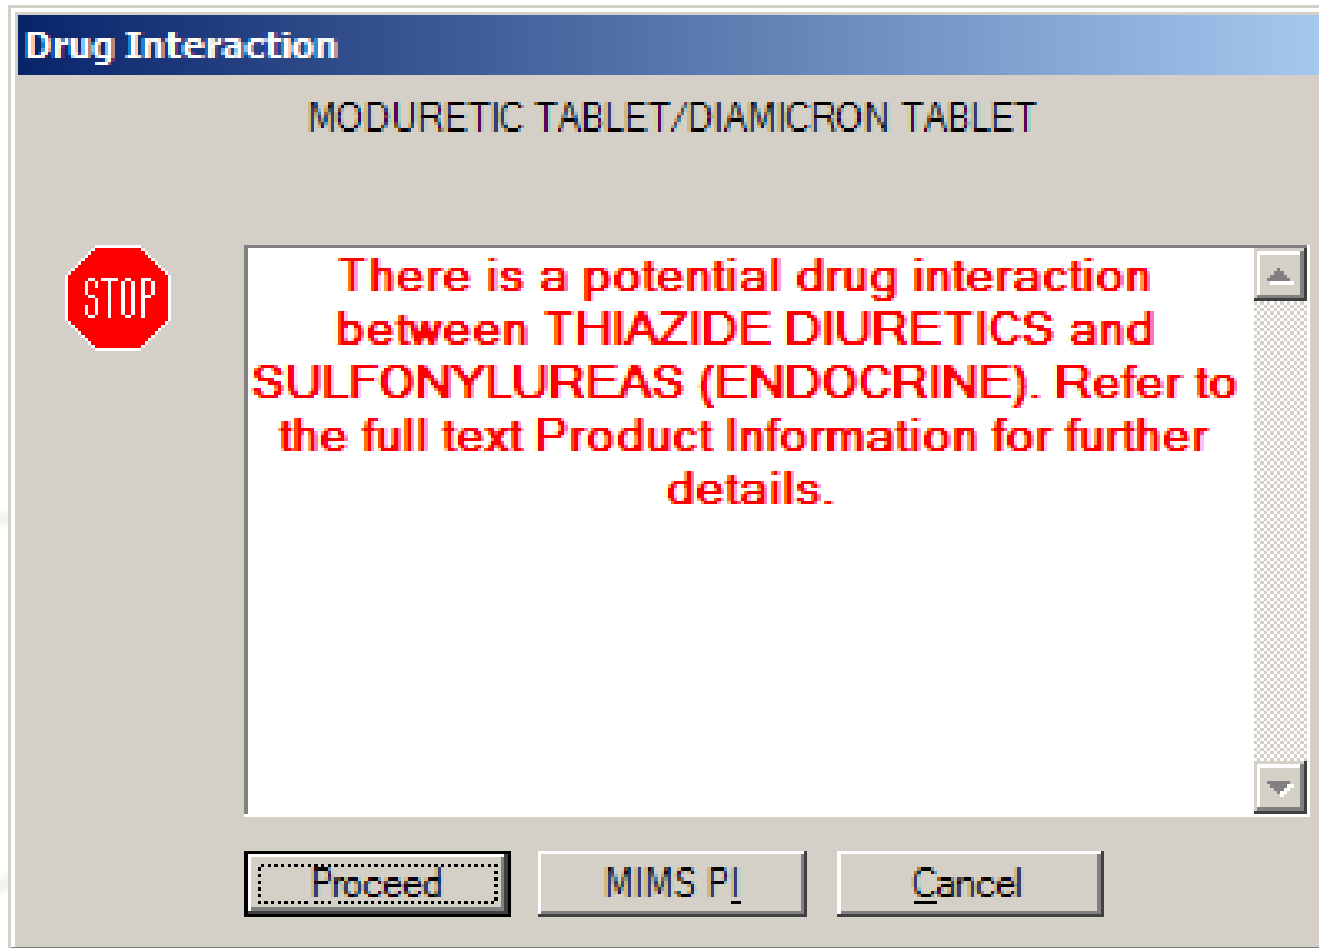 Drug Interaction
MODURETIC TABLET/DIAMICRON TABLET
STOP
There is a potential drug interaction
between THIAZIDE DIURETICS and
SULFONYLUREAS (ENDOCRINE). Refer to
the full text Product Information for further
details.
Proceed
MIMS PI
Cancel